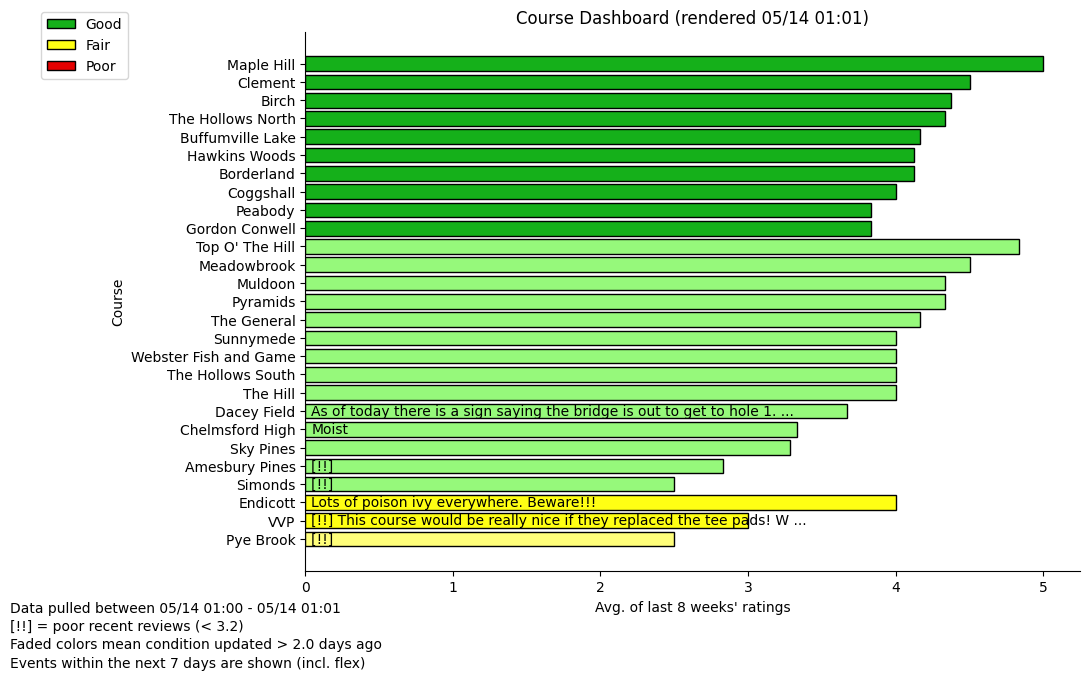 Good
Fair
Poor
Course Dashboard (rendered 05/14 01:01)
Course
Maple Hill
Clement
Birch
The Hollows North
Buffumville Lake
Hawkins Woods
Borderland
Coggshall
Peabody
Gordon Conwell
Top O' The Hill
Meadowbrook
Muldoon
Pyramids
The General
Sunnymede
Webster Fish and Game
The Hollows South
The Hill
Dacey Field As of today there is a sign saying the bridge is out to get to hole 1. ...
Chelmsford High Moist
Sky Pines
Amesbury Pines [!!]
Simonds [!!]
Endicott Lots of poison ivy everywhere. Beware!!!
VVP [!!] This course would be really nice if they replaced the tee pads! W ...
Pye Brook [!!]
0 1 2 3 4 5
Avg. of last 8 weeks' ratings
Data pulled between 05/14 01:00 - 05/14 01:01
[!!] = poor recent reviews (< 3.2)
Faded colors mean condition updated > 2.0 days ago
Events within the next 7 days are shown (incl. flex)